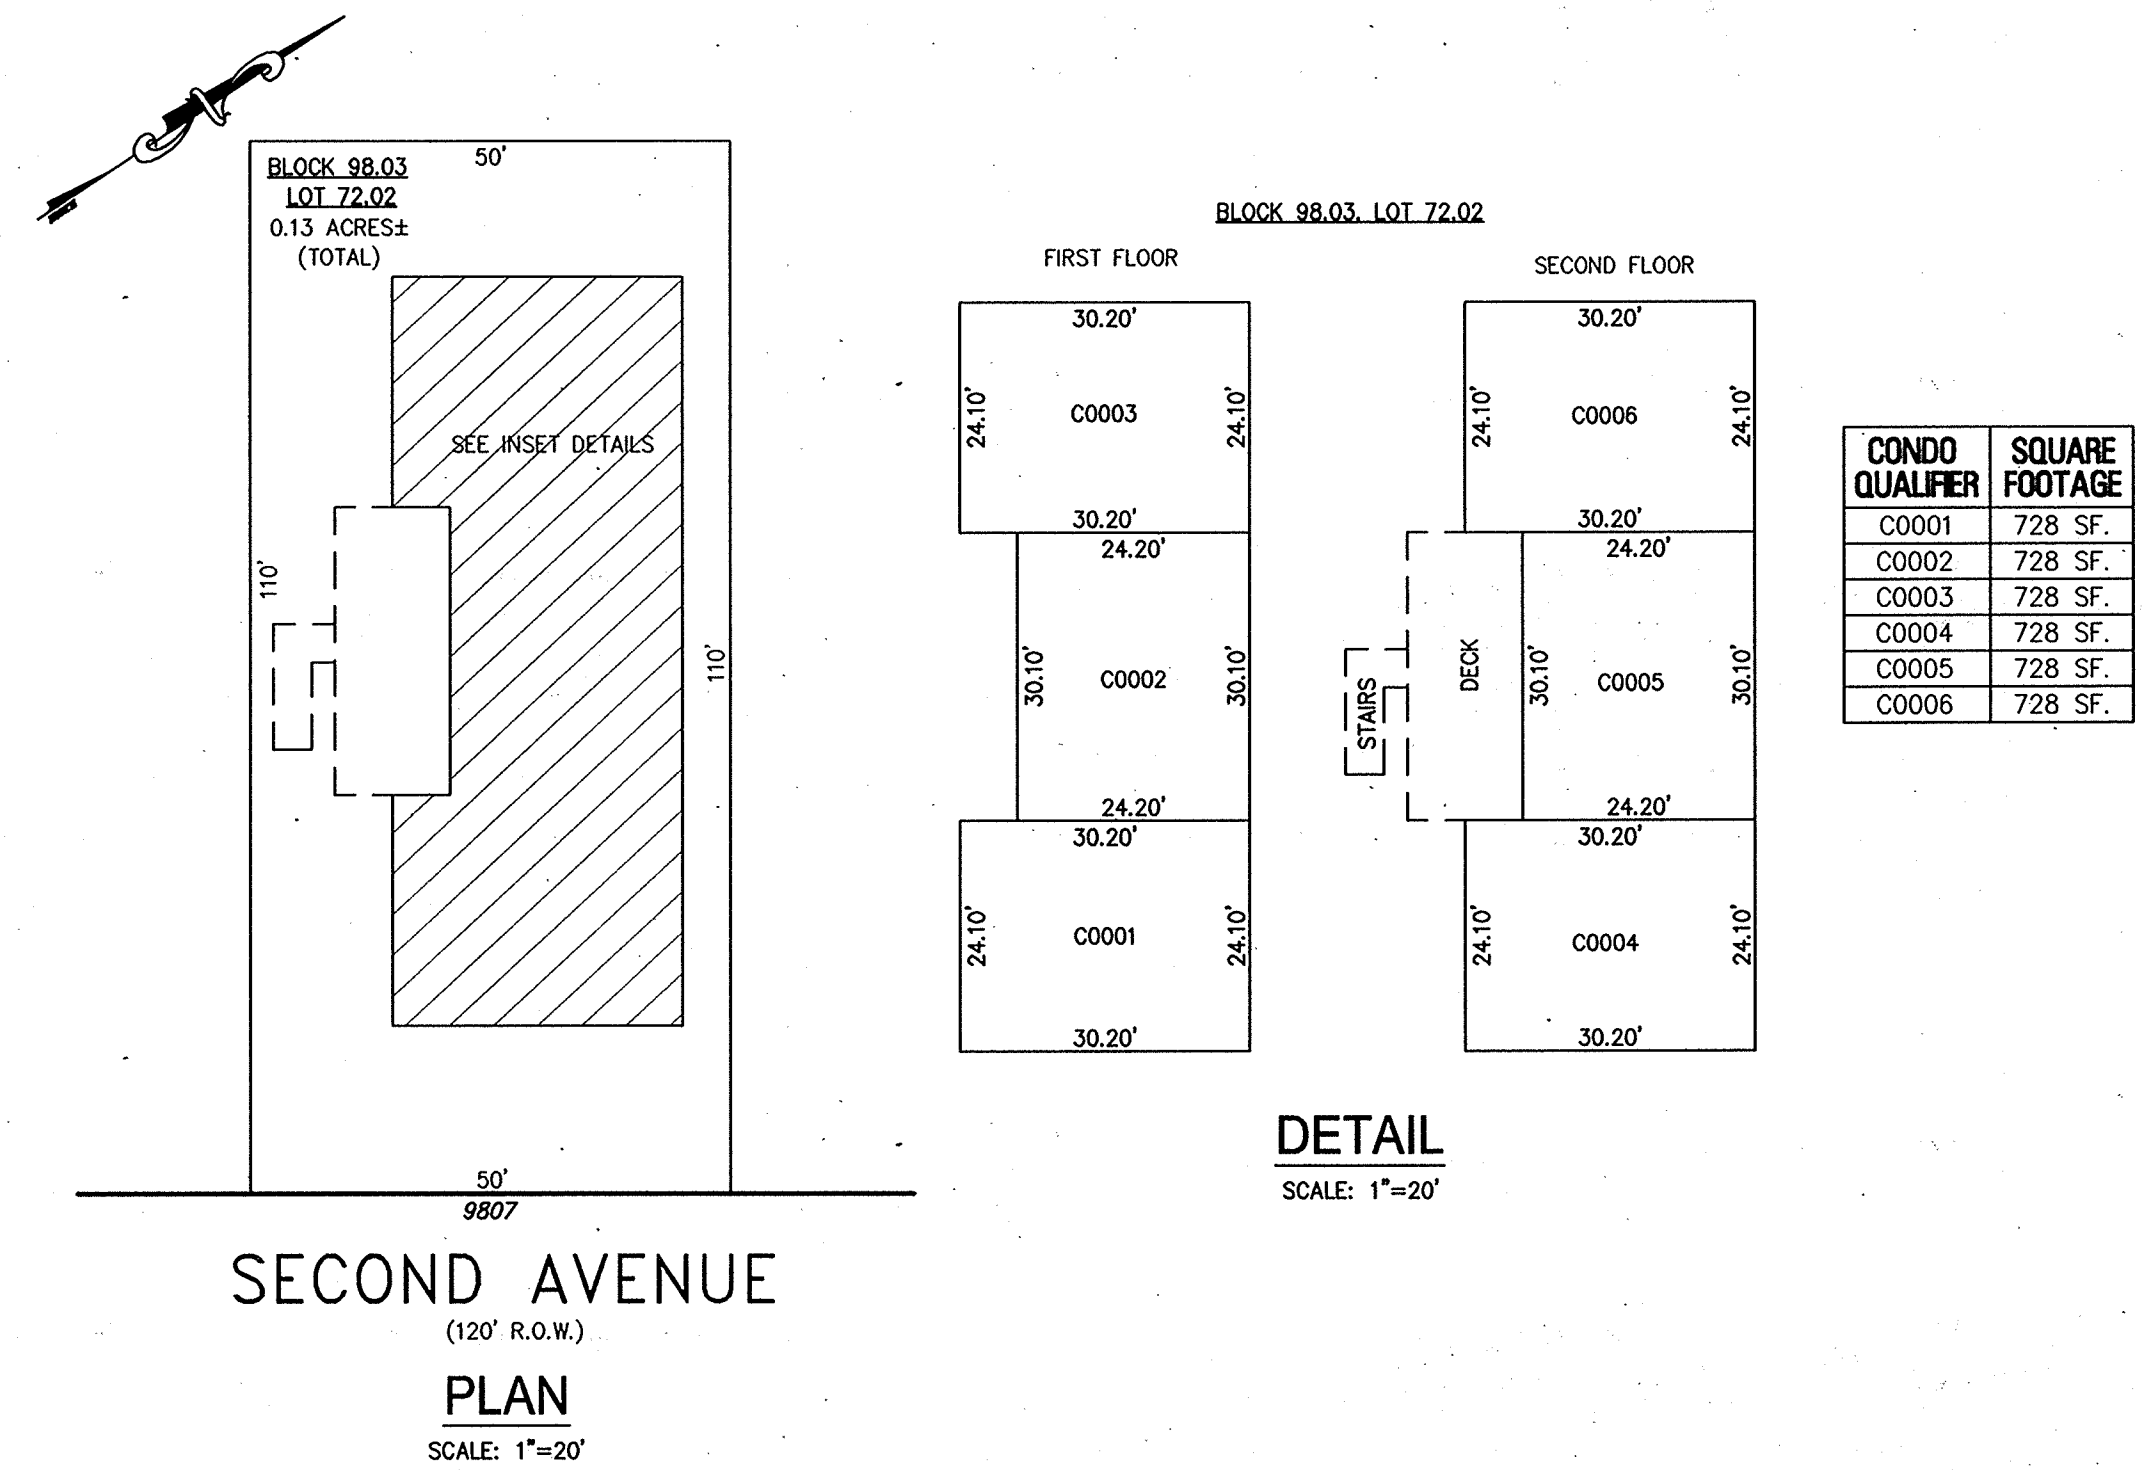 BLOCK 98.03
LOT 72.02
0.13 ACRES±
(TOTAL)
50'
SEE INSET DETAILS
110'
110'
50'
9807
SECOND AVENUE
(120' R.O.W.)
PLAN
SCALE: 1"=20'
BLOCK 98.03, LOT 72.02
FIRST FLOOR
30.20'
24.10'
C0003
24.10'
30.20'
24.20'
30.10'
C0002
30.10'
24.20'
30.20'
24.10'
C0001
24.10'
30.20'
SECOND FLOOR
30.20'
24.10'
C0006
24.10'
30.20'
24.20'
STAIRS
DECK
30.10'
C0005
30.10'
24.20'
30.20'
24.10'
C0004
24.10'
30.20'
DETAIL
SCALE: 1"=20'
CONDO QUALIFIER SQUARE FOOTAGE
C0001 728 SF.
C0002 728 SF.
C0003 728 SF.
C0004 728 SF.
C0005 728 SF.
C0006 728 SF.